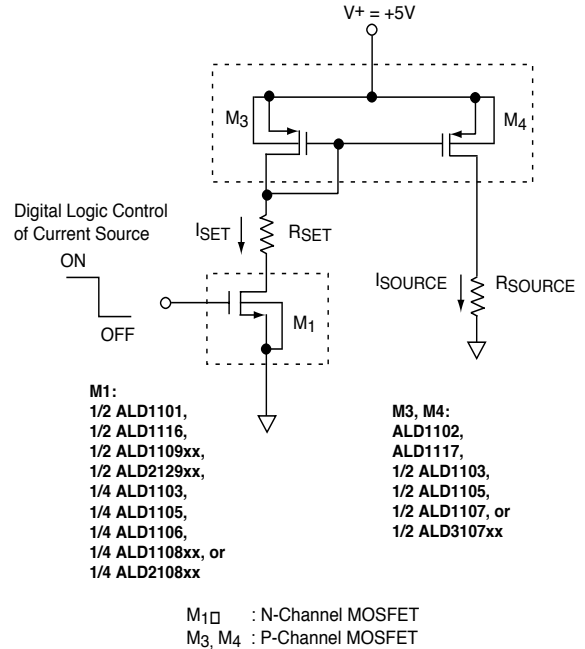 V+ = +5V
M3
M4
Digital Logic Control
of Current Source
ON
OFF
ISET
RSET
ISOURCE
RSOURCE
M1
M1:
1/2 ALD1101,
1/2 ALD1116,
1/2 ALD1109xx,
1/2 ALD2129xx,
1/4 ALD1103,
1/4 ALD1105,
1/4 ALD1106,
1/4 ALD1108xx, or
1/4 ALD2108xx
M3, M4:
ALD1102,
ALD1117,
1/2 ALD1103,
1/2 ALD1105,
1/2 ALD1107, or
1/2 ALD3107xx
M1□ : N-Channel MOSFET
M3, M4 : P-Channel MOSFET